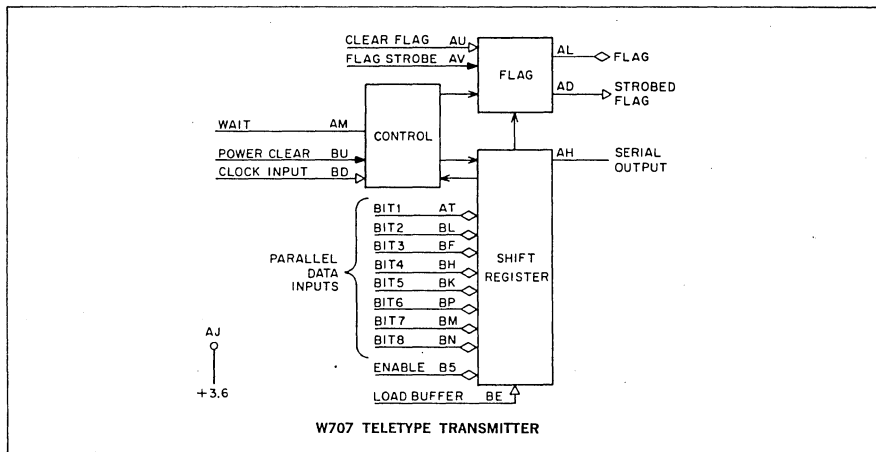 CLEAR FLAG AU
FLAG STROBE AV
FLAG
AL FLAG
AD STROBED FLAG
WAIT AM
CONTROL
POWER CLEAR BU
CLOCK INPUT BD
AH SERIAL OUTPUT
PARALLEL DATA INPUTS
BIT1 AT
BIT2 BL
BIT3 BF
BIT4 BH
BIT5 BK
BIT6 BP
BIT7 BM
BIT8 BN
SHIFT REGISTER
AJ
+3.6
ENABLE B5
LOAD BUFFER BE
W707 TELETYPE TRANSMITTER